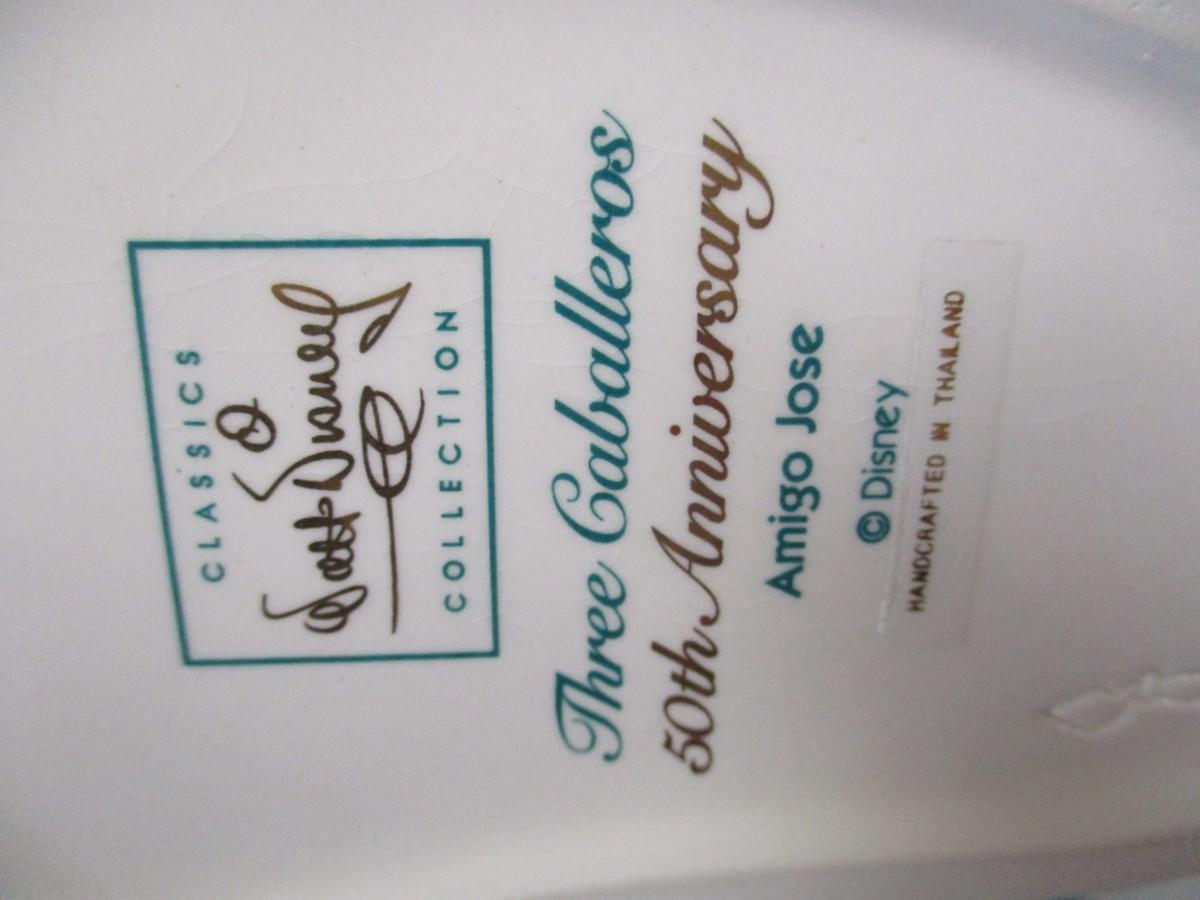 CLASSICS
Walt Disney
COLLECTION
Three Caballeros
50th Anniversary
Amigo Jose
© Disney
HANDCRAFTED IN THAILAND